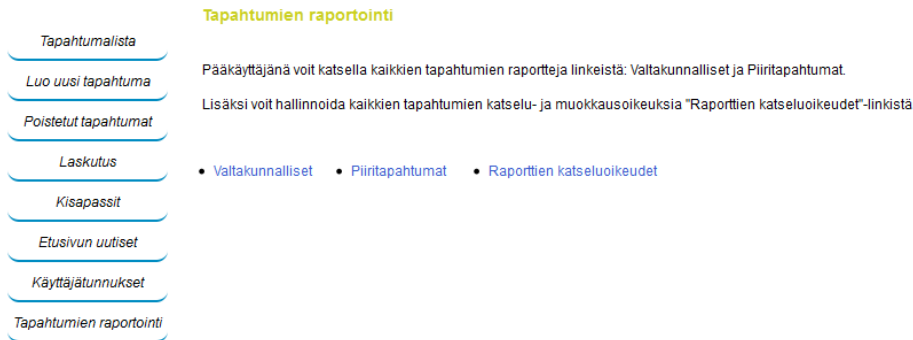 Tapahtumien raportointi
Tapahtumalista
Luo uusi tapahtuma
Poistetut tapahtumat
Laskutus
Kisapassit
Etusivun uutiset
Käyttäjätunnukset
Tapahtumien raportointi
Pääkäyttäjänä voit katsella kaikkien tapahtumien raportteja linkeistä: Valtakunnalliset ja Piiritapahtumat.
Lisäksi voit hallinnoida kaikkien tapahtumien katselu- ja muokkausoikeuksia "Raporttien katseluoikeudet"-linkistä
• Valtakunnalliset • Piiritapahtumat • Raporttien katseluoikeudet